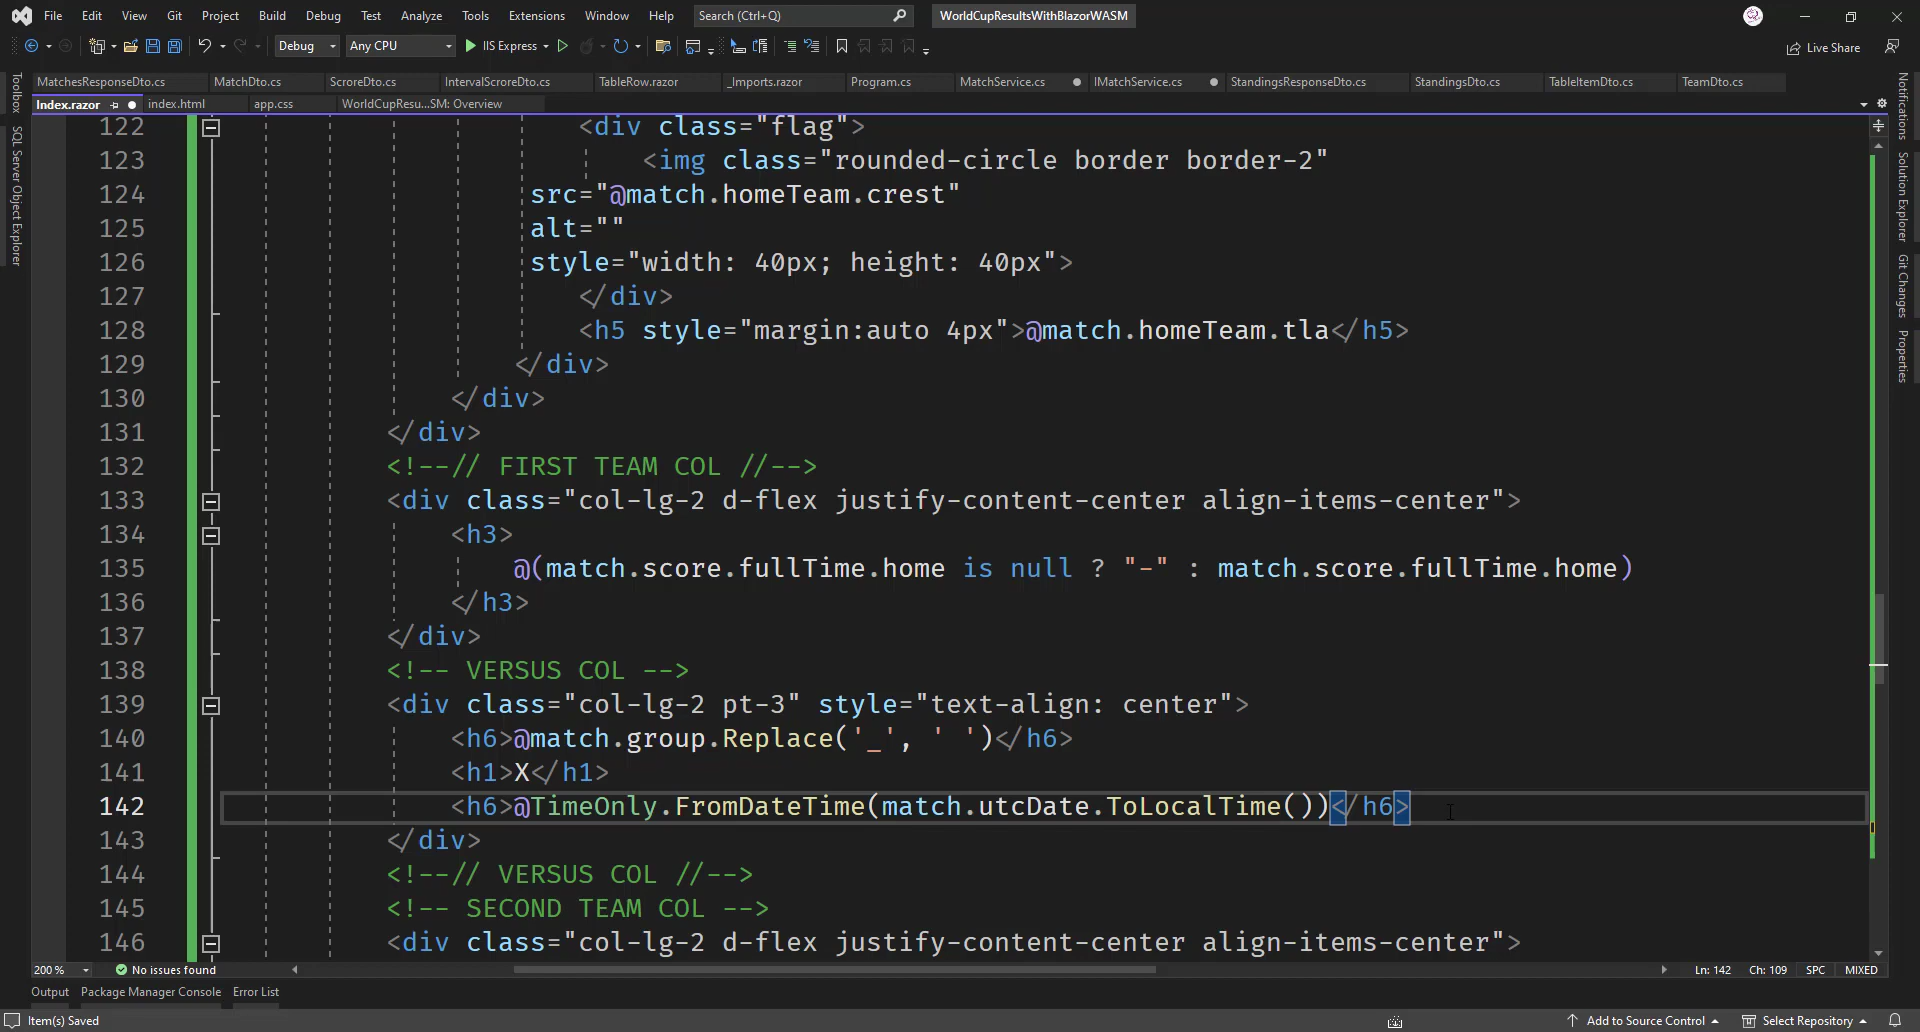 File Edit View Git Project Build Debug Test Analyze Tools Extensions Window Help Search (Ctrl+Q) WorldCupResultsWithBlazorWASM
Debug Any CPU IIS Express Live Share
MatchesResponseDto.cs MatchDto.cs ScroreDto.cs IntervalScroreDto.cs TableRow.razor _Imports.razor Program.cs MatchService.cs IMatchService.cs StandingsResponseDto.cs StandingsDto.cs TableItemDto.cs TeamDto.cs
Index.razor index.html app.css WorldCupResu...SM: Overview
Toolbox
SQL Server Object Explorer
122 <div class="flag">
123 <img class="rounded-circle border border-2"
124 src="@match.homeTeam.crest"
125 alt=""
126 style="width: 40px; height: 40px">
127 </div>
128 <h5 style="margin:auto 4px">@match.homeTeam.tla</h5>
129 </div>
130 </div>
131 </div>
132 <!--// FIRST TEAM COL //-->
133 <div class="col-lg-2 d-flex justify-content-center align-items-center">
134 <h3>
135 @(match.score.fullTime.home is null ? "-" : match.score.fullTime.home)
136 </h3>
137 </div>
138 <!-- VERSUS COL -->
139 <div class="col-lg-2 pt-3" style="text-align: center">
140 <h6>@match.group.Replace('_', ' ')</h6>
141 <h1>X</h1>
142 <h6>@TimeOnly.FromDateTime(match.utcDate.ToLocalTime())</h6>
143 </div>
144 <!--// VERSUS COL //-->
145 <!-- SECOND TEAM COL -->
146 <div class="col-lg-2 d-flex justify-content-center align-items-center">
Notifications
Solution Explorer
Git Changes
Properties
200 % No issues found Ln: 142 Ch: 109 SPC MIXED
Output Package Manager Console Error List
Item(s) Saved Add to Source Control Select Repository